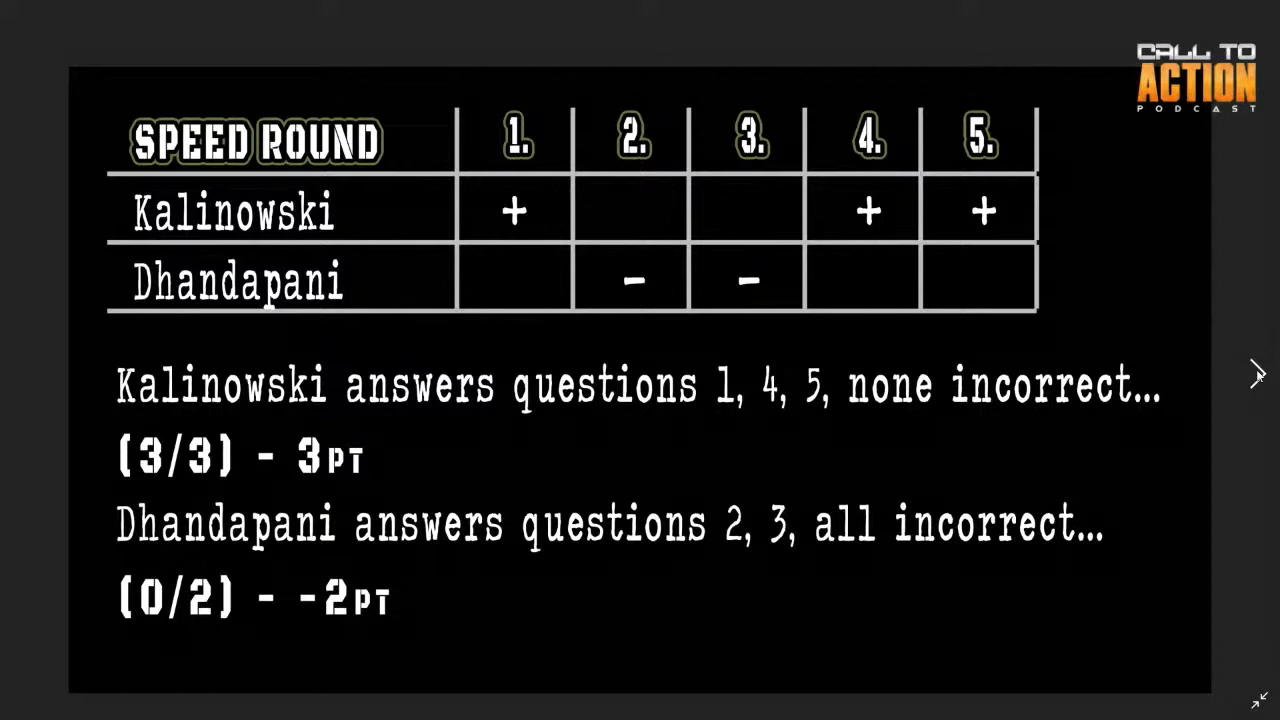 CALL TO
ACTION
PODCAST
SPEED ROUND 1. 2. 3. 4. 5.
Kalinowski + + +
Dhandapani - -
Kalinowski answers questions 1, 4, 5, none incorrect...
(3/3) - 3PT
Dhandapani answers questions 2, 3, all incorrect...
(0/2) - -2PT